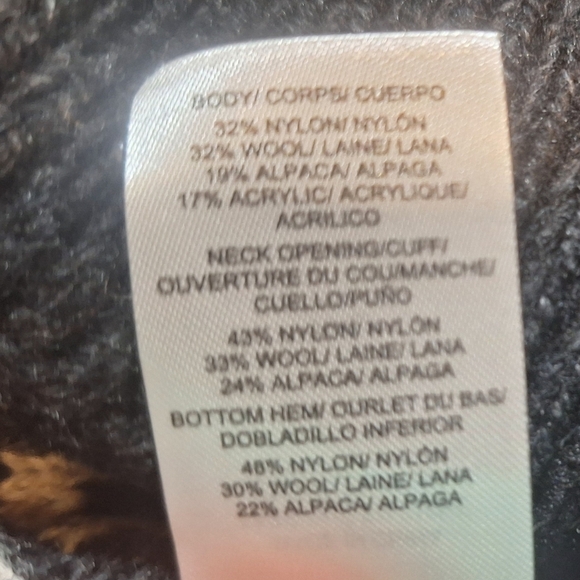 BODY/ CORPS/ CUERPO
32% NYLON/ NYLÓN
32% WOOL/ LAINE/ LANA
19% ALPACA/ ALPAGA
17% ACRYLIC/ ACRYLIQUE/
ACRILICO
NECK OPENING/CUFF/
OUVERTURE DU COU/MANCHE/
CUELLO/PUÑO
43% NYLON/ NYLÓN
33% WOOL/ LAINE/ LANA
24% ALPACA/ ALPAGA
BOTTOM HEM/ OURLET DU BAS/
DOBLADILLO INFERIOR
48% NYLON/ NYLÓN
30% WOOL/ LAINE/ LANA
22% ALPACA/ ALPAGA